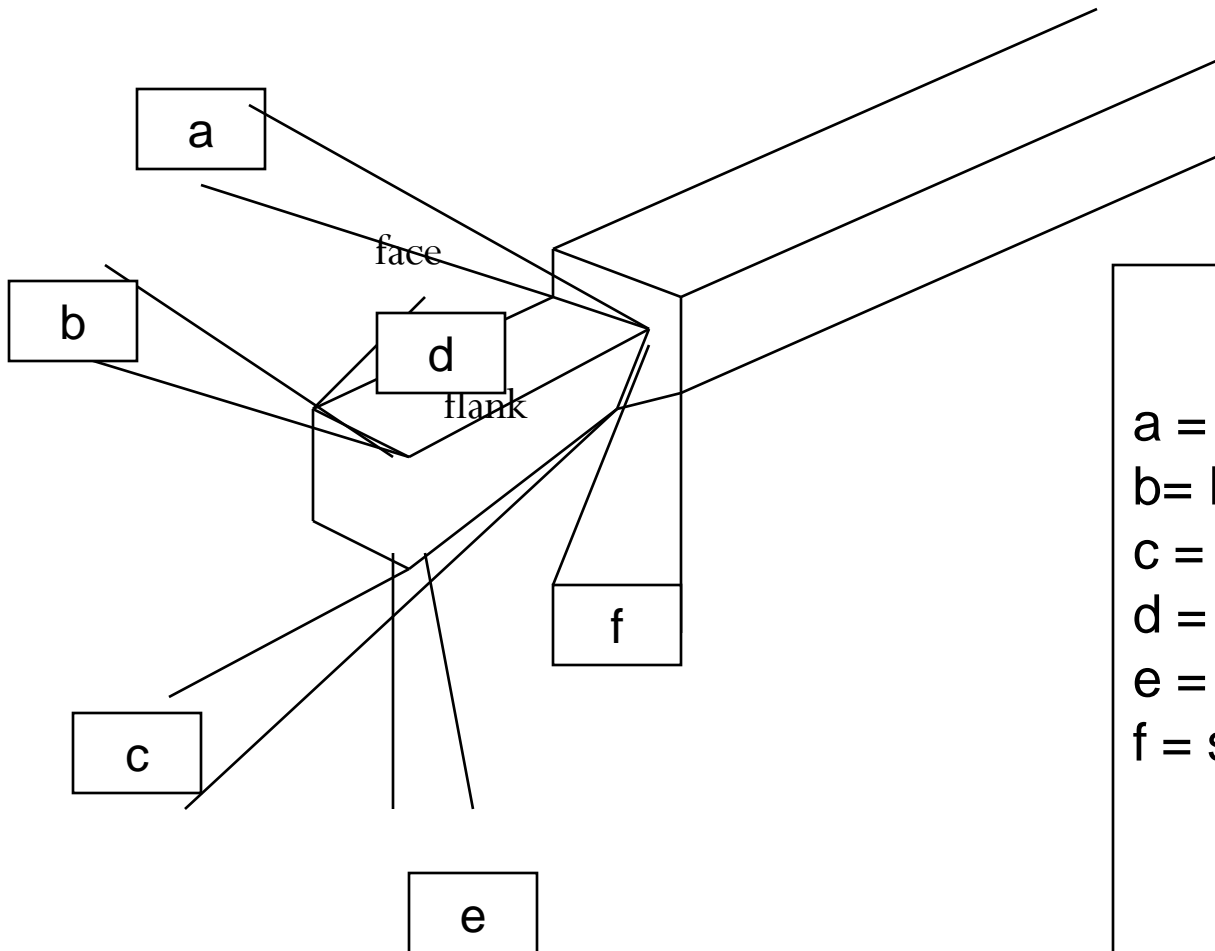 a
face
b
d
flank
f
c
e
a =
b=
c =
d =
e =
f =